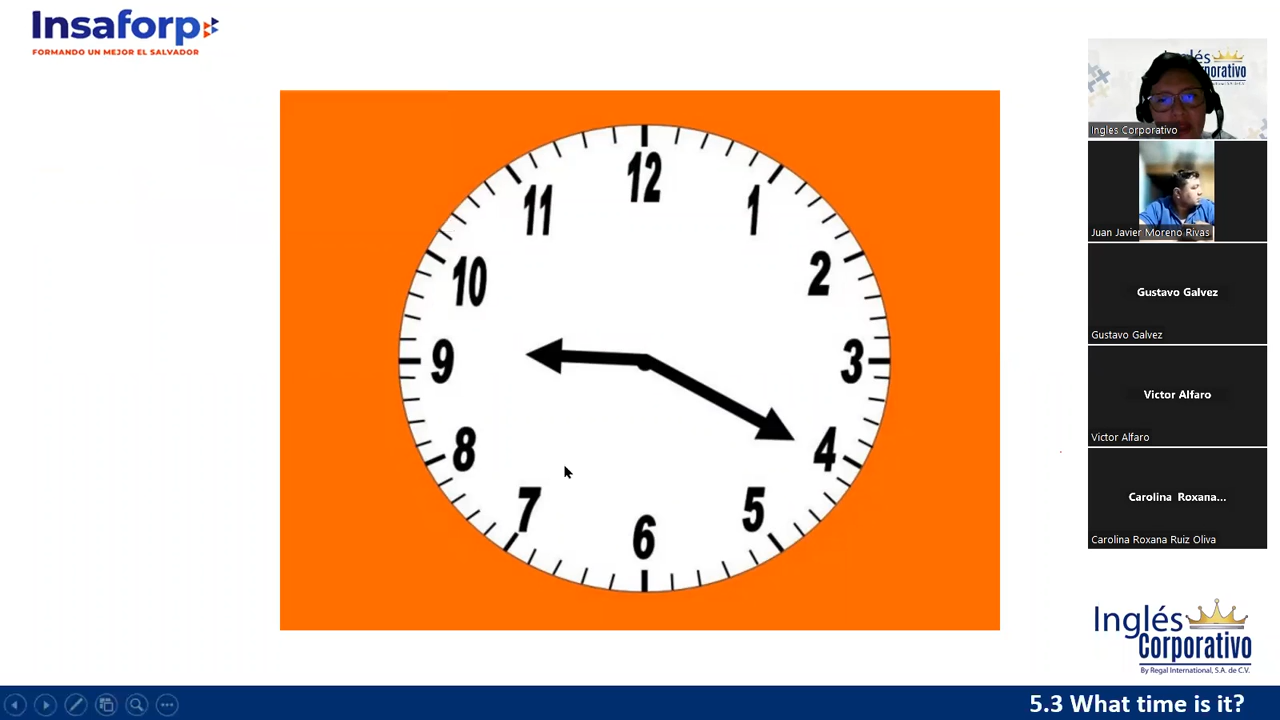 Insaforp
FORMANDO UN MEJOR EL SALVADOR
12
1
2
3
4
5
6
7
8
9
10
11
Ingles Corporativo
Juan Javier Moreno Rivas
Gustavo Galvez
Gustavo Galvez
Victor Alfaro
Victor Alfaro
Carolina Roxana...
Carolina Roxana Ruiz Oliva
Inglés
Corporativo
By Regal International, S.A. de C.V.
5.3 What time is it?